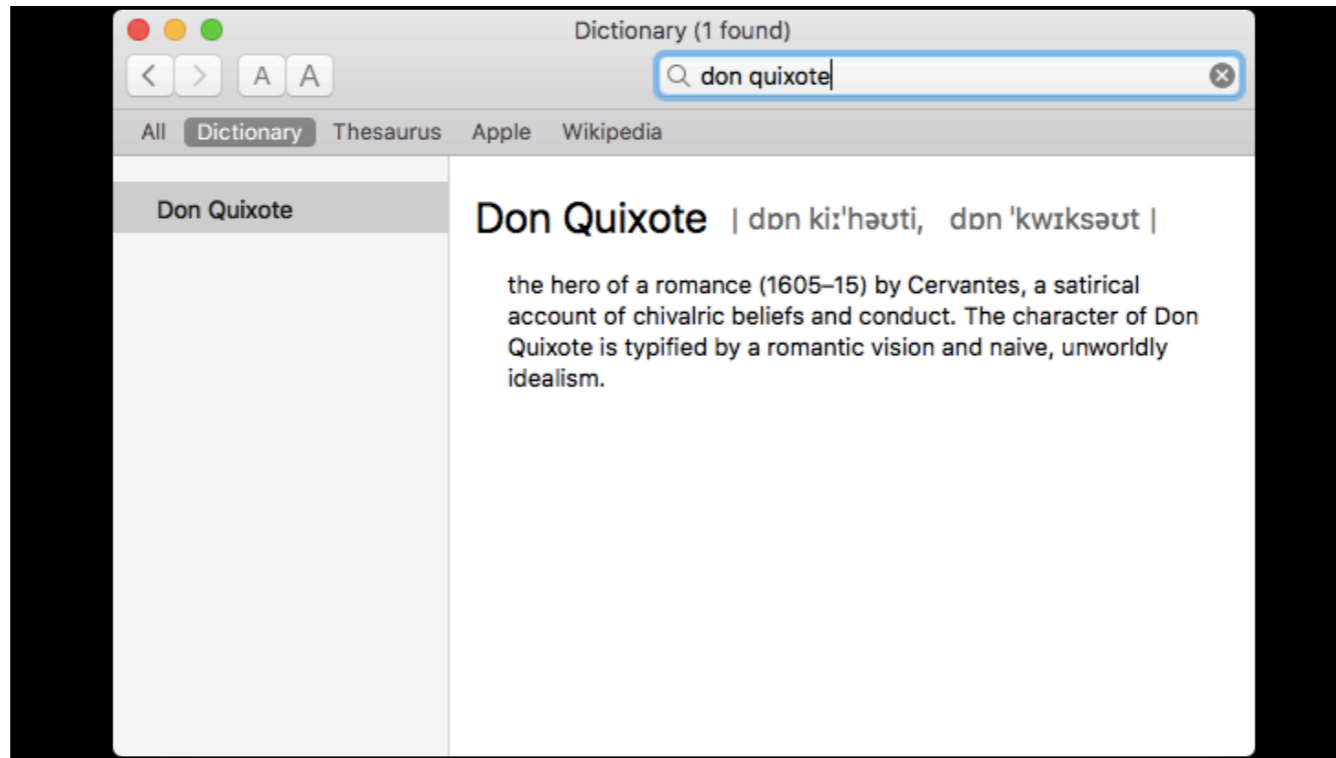 Dictionary (1 found)
A A
don quixote
All Dictionary Thesaurus Apple Wikipedia
Don Quixote
Don Quixote | dɒn kiːˈhəʊti, dɒn ˈkwɪksəʊt |
the hero of a romance (1605–15) by Cervantes, a satirical
account of chivalric beliefs and conduct. The character of Don
Quixote is typified by a romantic vision and naive, unworldly
idealism.